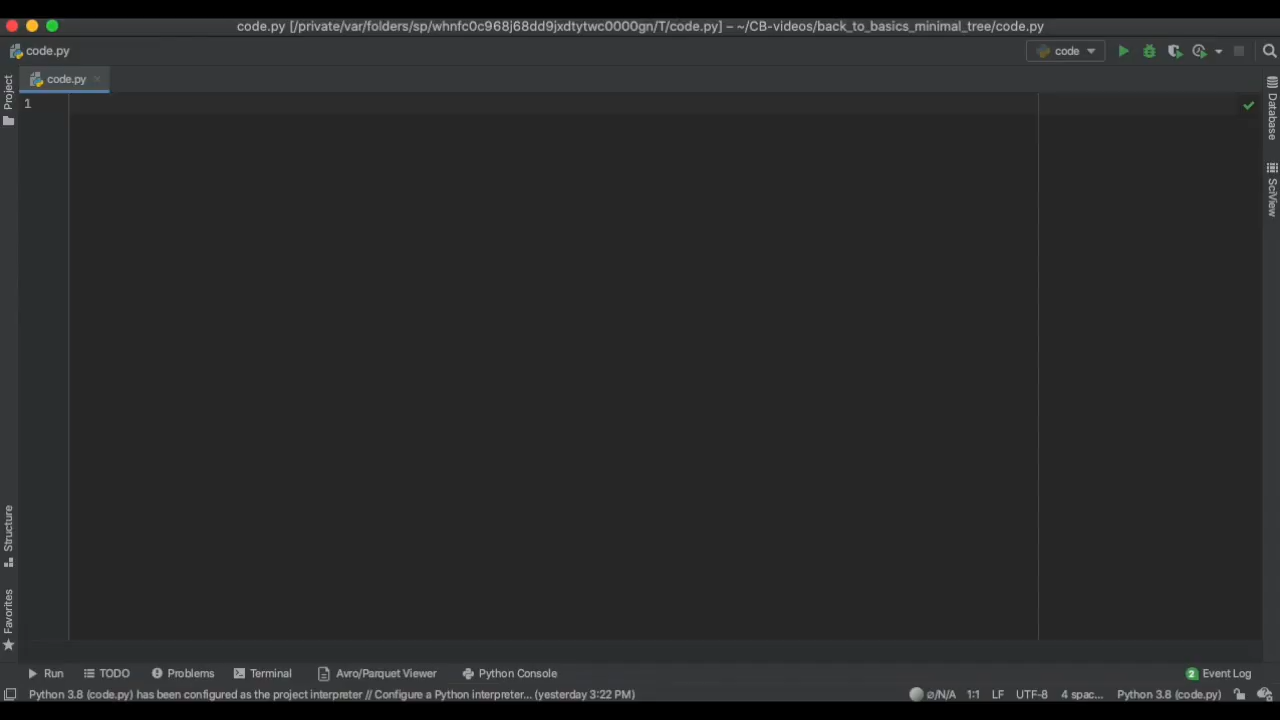 code.py [/private/var/folders/sp/whnfc0c968j68dd9jxdtytwc0000gn/T/code.py] – ~/CB-videos/back_to_basics_minimal_tree/code.py
code.py
code
code.py
1
Project
Structure
Favorites
Database
SciView
Run
TODO
Problems
Terminal
Avro/Parquet Viewer
Python Console
2 Event Log
Python 3.8 (code.py) has been configured as the project interpreter // Configure a Python interpreter... (yesterday 3:22 PM)
⌀/N/A
1:1
LF
UTF-8
4 spac...
Python 3.8 (code.py)